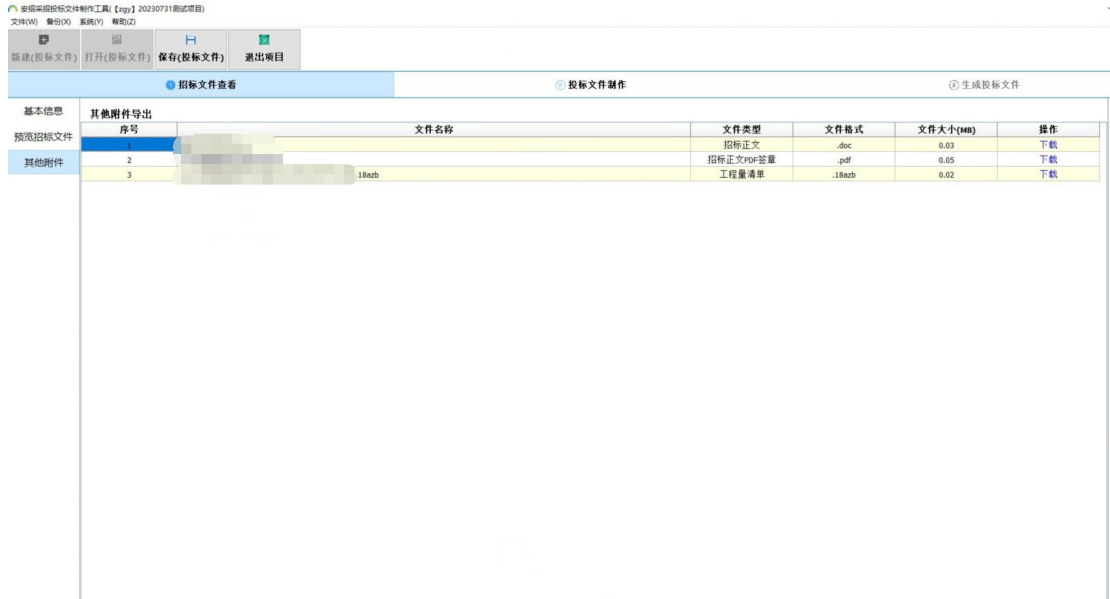 安招采招投标文件制作工具(【zgy】20230731测试项目)
文件(W) 备份(X) 系统(Y) 帮助(Z)
新建(投标文件) 打开(投标文件) 保存(投标文件) 退出项目
1 招标文件查看 2 投标文件制作 3 生成投标文件
基本信息
预览招标文件
其他附件
其他附件导出
序号 文件名称 文件类型 文件格式 文件大小(MB) 操作
1 招标正文 .doc 0.03 下载
2 招标正文PDF签章 .pdf 0.05 下载
3 .18azb 工程量清单 .18azb 0.02 下载